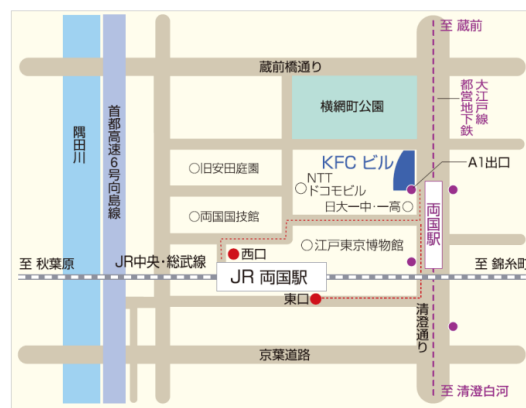 至 蔵前
蔵前橋通り
大江戸線
都営地下鉄
横網町公園
首都高速6号向島線
隅田川
KFC ビル
A1出口
○旧安田庭園
NTT
○ドコモビル
日大一中・一高○
○両国国技館
両国駅
○江戸東京博物館
西口
至 秋葉原
JR中央・総武線
JR 両国駅
至 錦糸町
東口
清澄通り
京葉道路
至 清澄白河